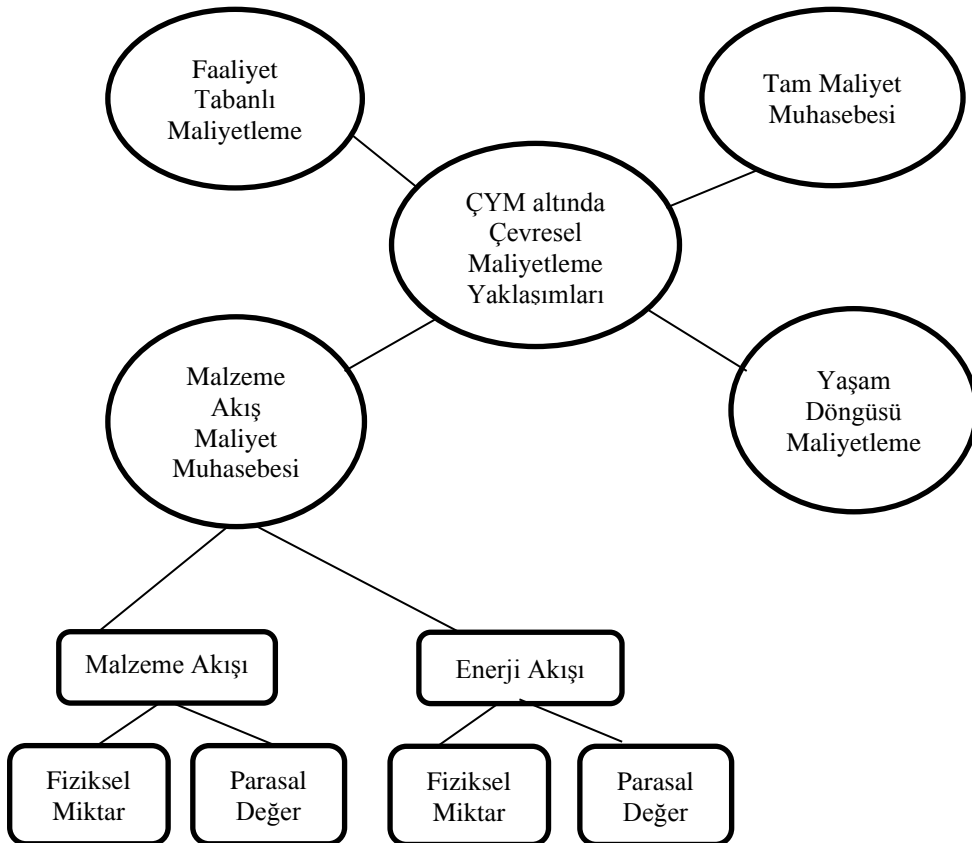 Faaliyet
Tabanlı
Maliyetleme
Tam Maliyet
Muhasebesi
ÇYM altında
Çevresel
Maliyetleme
Yaklaşımları
Malzeme
Akış
Maliyet
Muhasebesi
Yaşam
Döngüsü
Maliyetleme
Malzeme Akışı
Enerji Akışı
Fiziksel
Miktar
Parasal
Değer
Fiziksel
Miktar
Parasal
Değer